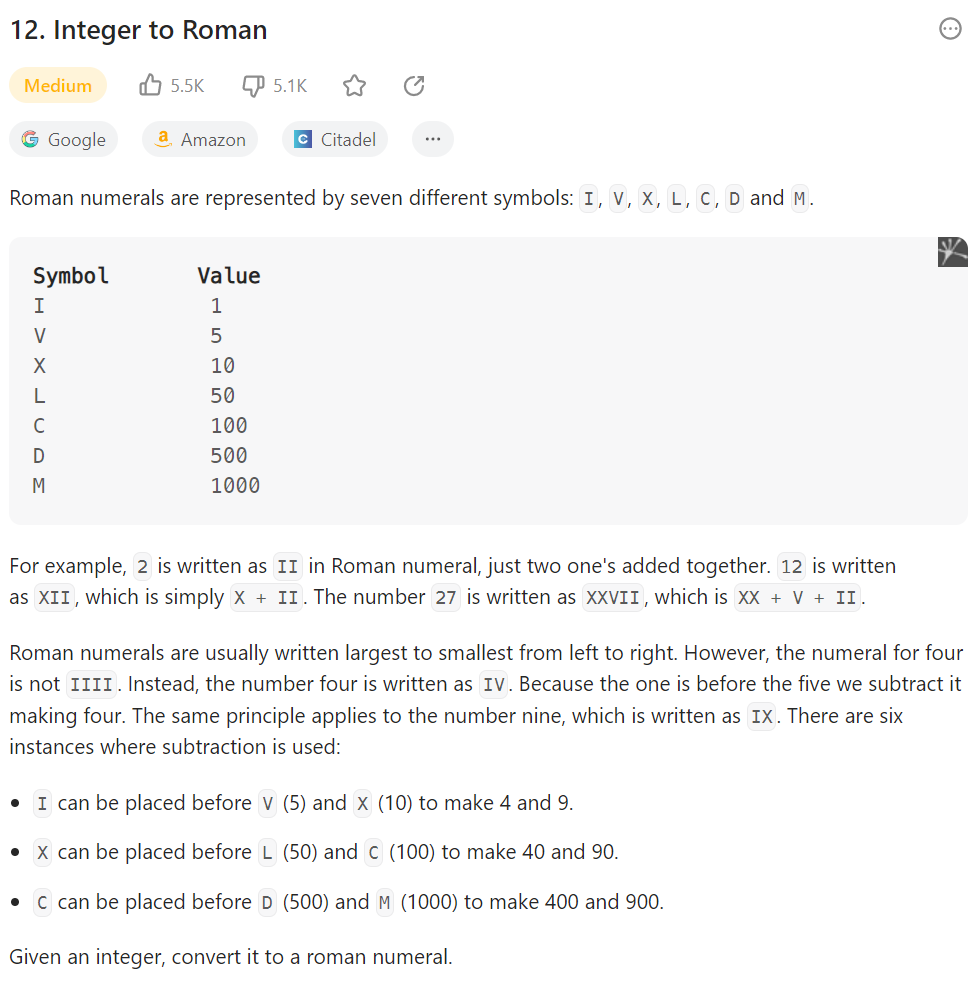 12. Integer to Roman
Medium 5.5K 5.1K
Google Amazon Citadel ...
Roman numerals are represented by seven different symbols: I, V, X, L, C, D and M.
Symbol Value
I 1
V 5
X 10
L 50
C 100
D 500
M 1000
For example, 2 is written as II in Roman numeral, just two one's added together. 12 is written
as XII, which is simply X + II. The number 27 is written as XXVII, which is XX + V + II.
Roman numerals are usually written largest to smallest from left to right. However, the numeral for four
is not IIII. Instead, the number four is written as IV. Because the one is before the five we subtract it
making four. The same principle applies to the number nine, which is written as IX. There are six
instances where subtraction is used:
• I can be placed before V (5) and X (10) to make 4 and 9.
• X can be placed before L (50) and C (100) to make 40 and 90.
• C can be placed before D (500) and M (1000) to make 400 and 900.
Given an integer, convert it to a roman numeral.